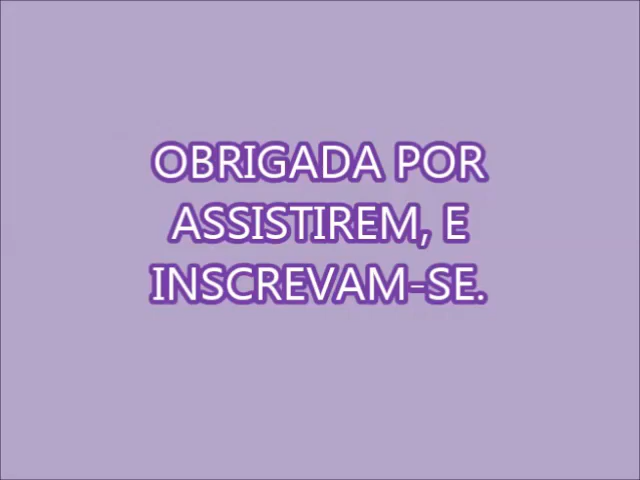 OBRIGADA POR
ASSISTIREM, E
INSCREVAM-SE.